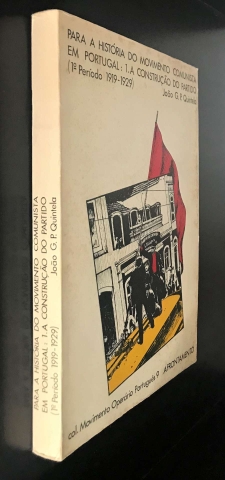 PARA A HISTÓRIA DO MOVIMENTO COMUNISTA
EM PORTUGAL: 1. A CONSTRUÇÃO DO PARTIDO
(1º Período 1919-1929)
João G. P. Quintela
col. Movimento Operário Português 9 / AFRONTAMENTO
PARA A HISTÓRIA DO MOVIMENTO COMUNISTA
EM PORTUGAL: 1. A CONSTRUÇÃO DO PARTIDO
(1º Período 1919-1929) João G. P. Quintela